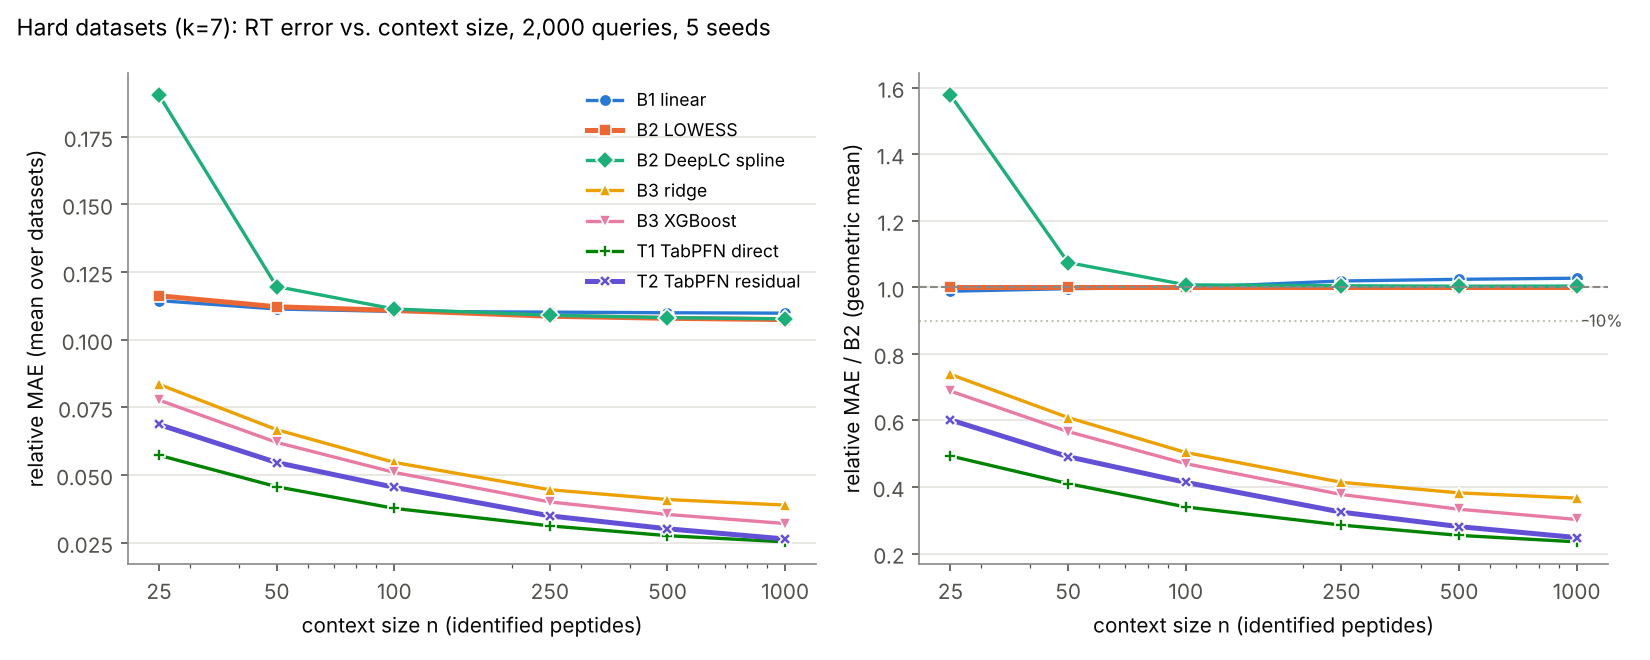 Hard datasets (k=7): RT error vs. context size, 2,000 queries, 5 seeds
relative MAE (mean over datasets)
0.175
0.150
0.125
0.100
0.075
0.050
0.025
B1 linear
B2 LOWESS
B2 DeepLC spline
B3 ridge
B3 XGBoost
T1 TabPFN direct
T2 TabPFN residual
25 50 100 250 500 1000
context size n (identified peptides)
relative MAE / B2 (geometric mean)
1.6
1.4
1.2
1.0
0.8
0.6
0.4
0.2
-10%
25 50 100 250 500 1000
context size n (identified peptides)